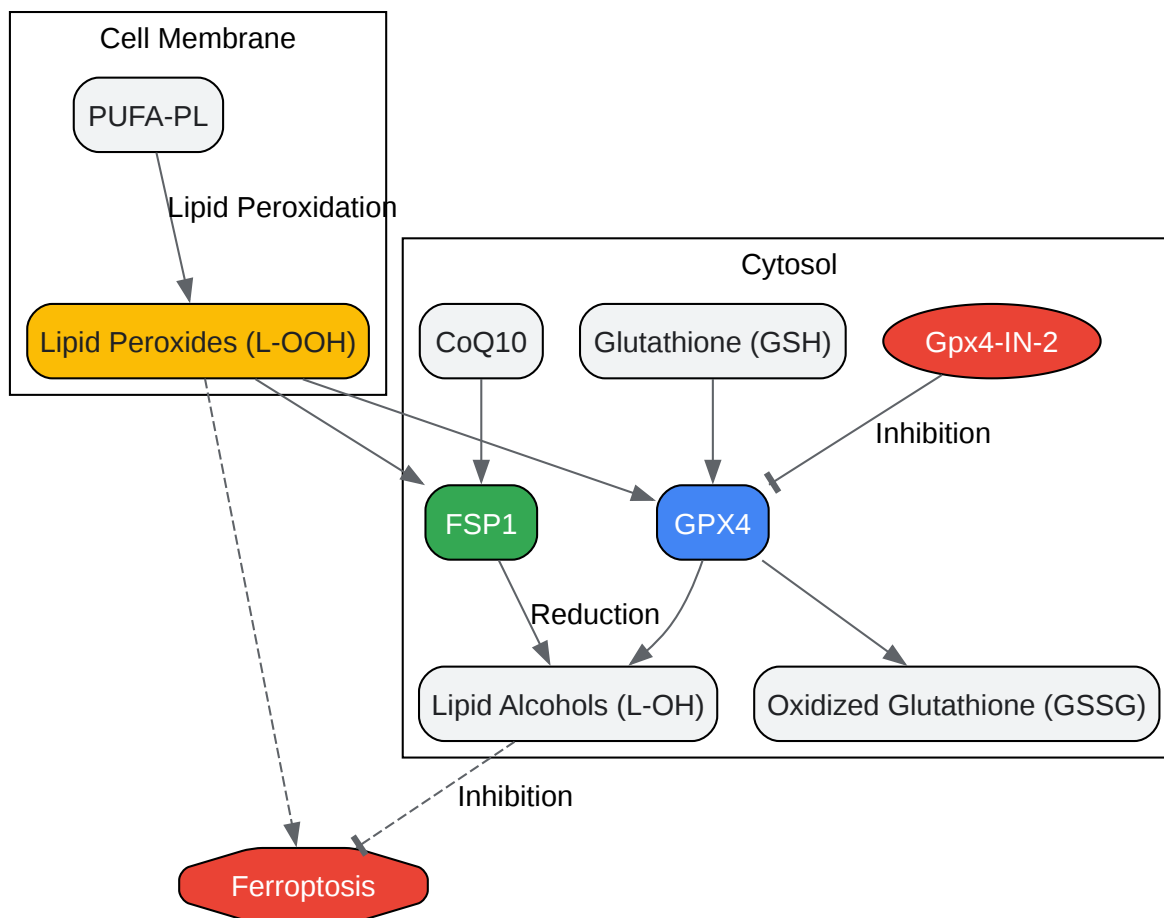 Cell Membrane
PUFA-PL
Lipid Peroxidation
Cytosol
Lipid Peroxides (L-OOH)
CoQ10
Glutathione (GSH)
Gpx4-IN-2
Inhibition
FSP1
GPX4
Reduction
Lipid Alcohols (L-OH)
Oxidized Glutathione (GSSG)
Inhibition
Ferroptosis